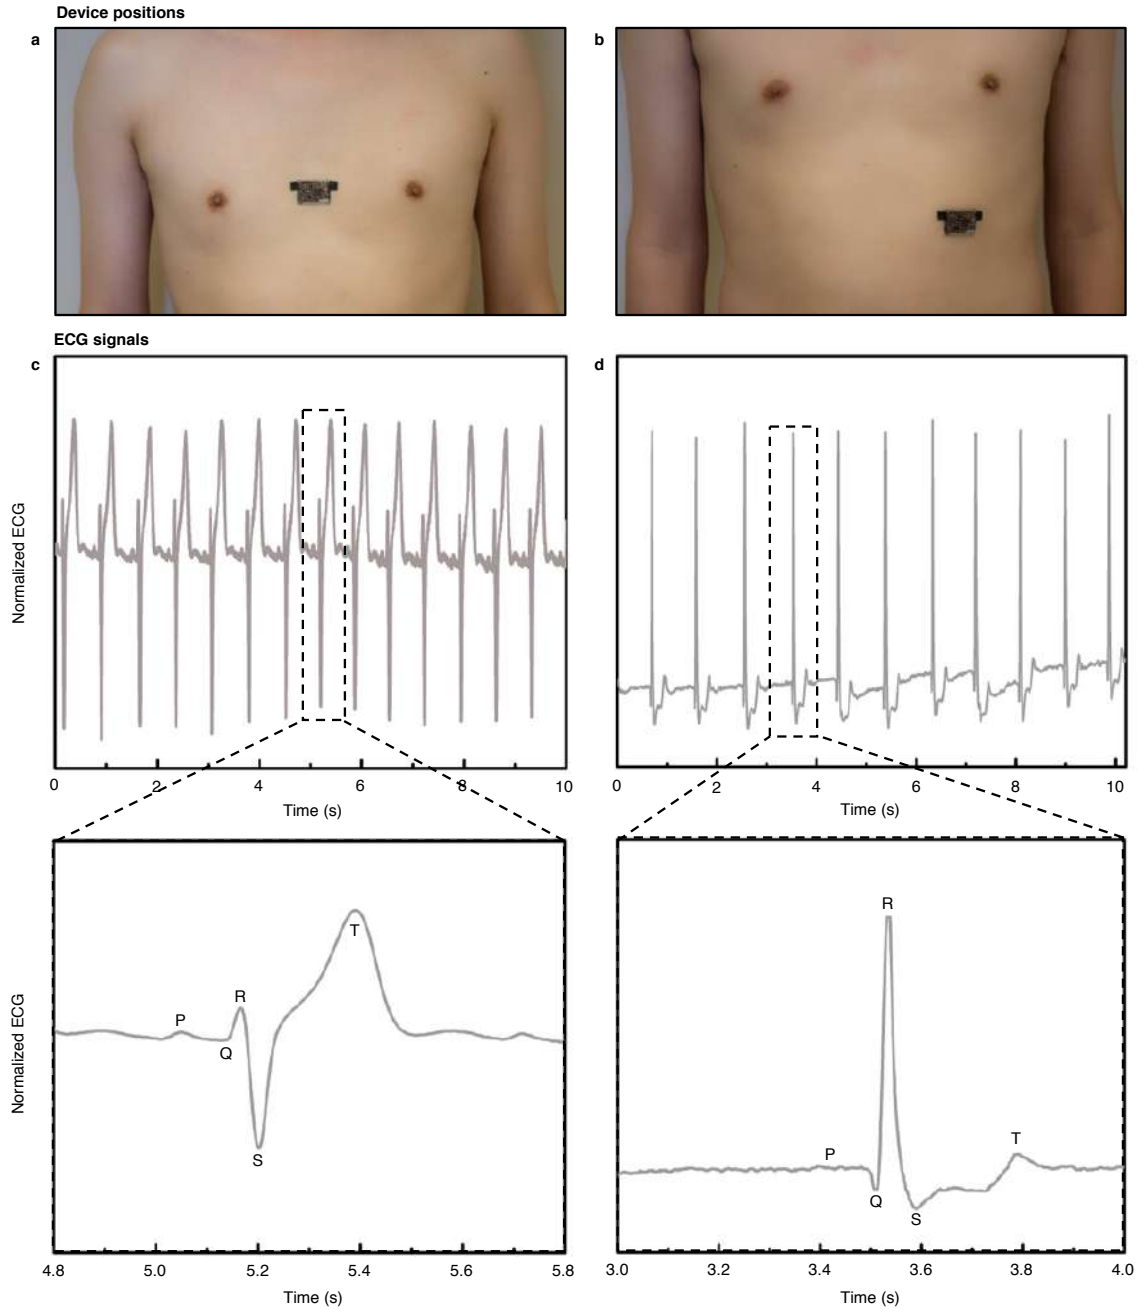 Device positions
a
b
ECG signals
c
d
Normalized ECG
0 2 4 6 8 10
Time (s)
0 2 4 6 8 10
Time (s)
Normalized ECG
P
Q
R
S
T
4.8 5.0 5.2 5.4 5.6 5.8
Time (s)
P
Q
R
S
T
3.0 3.2 3.4 3.6 3.8 4.0
Time (s)